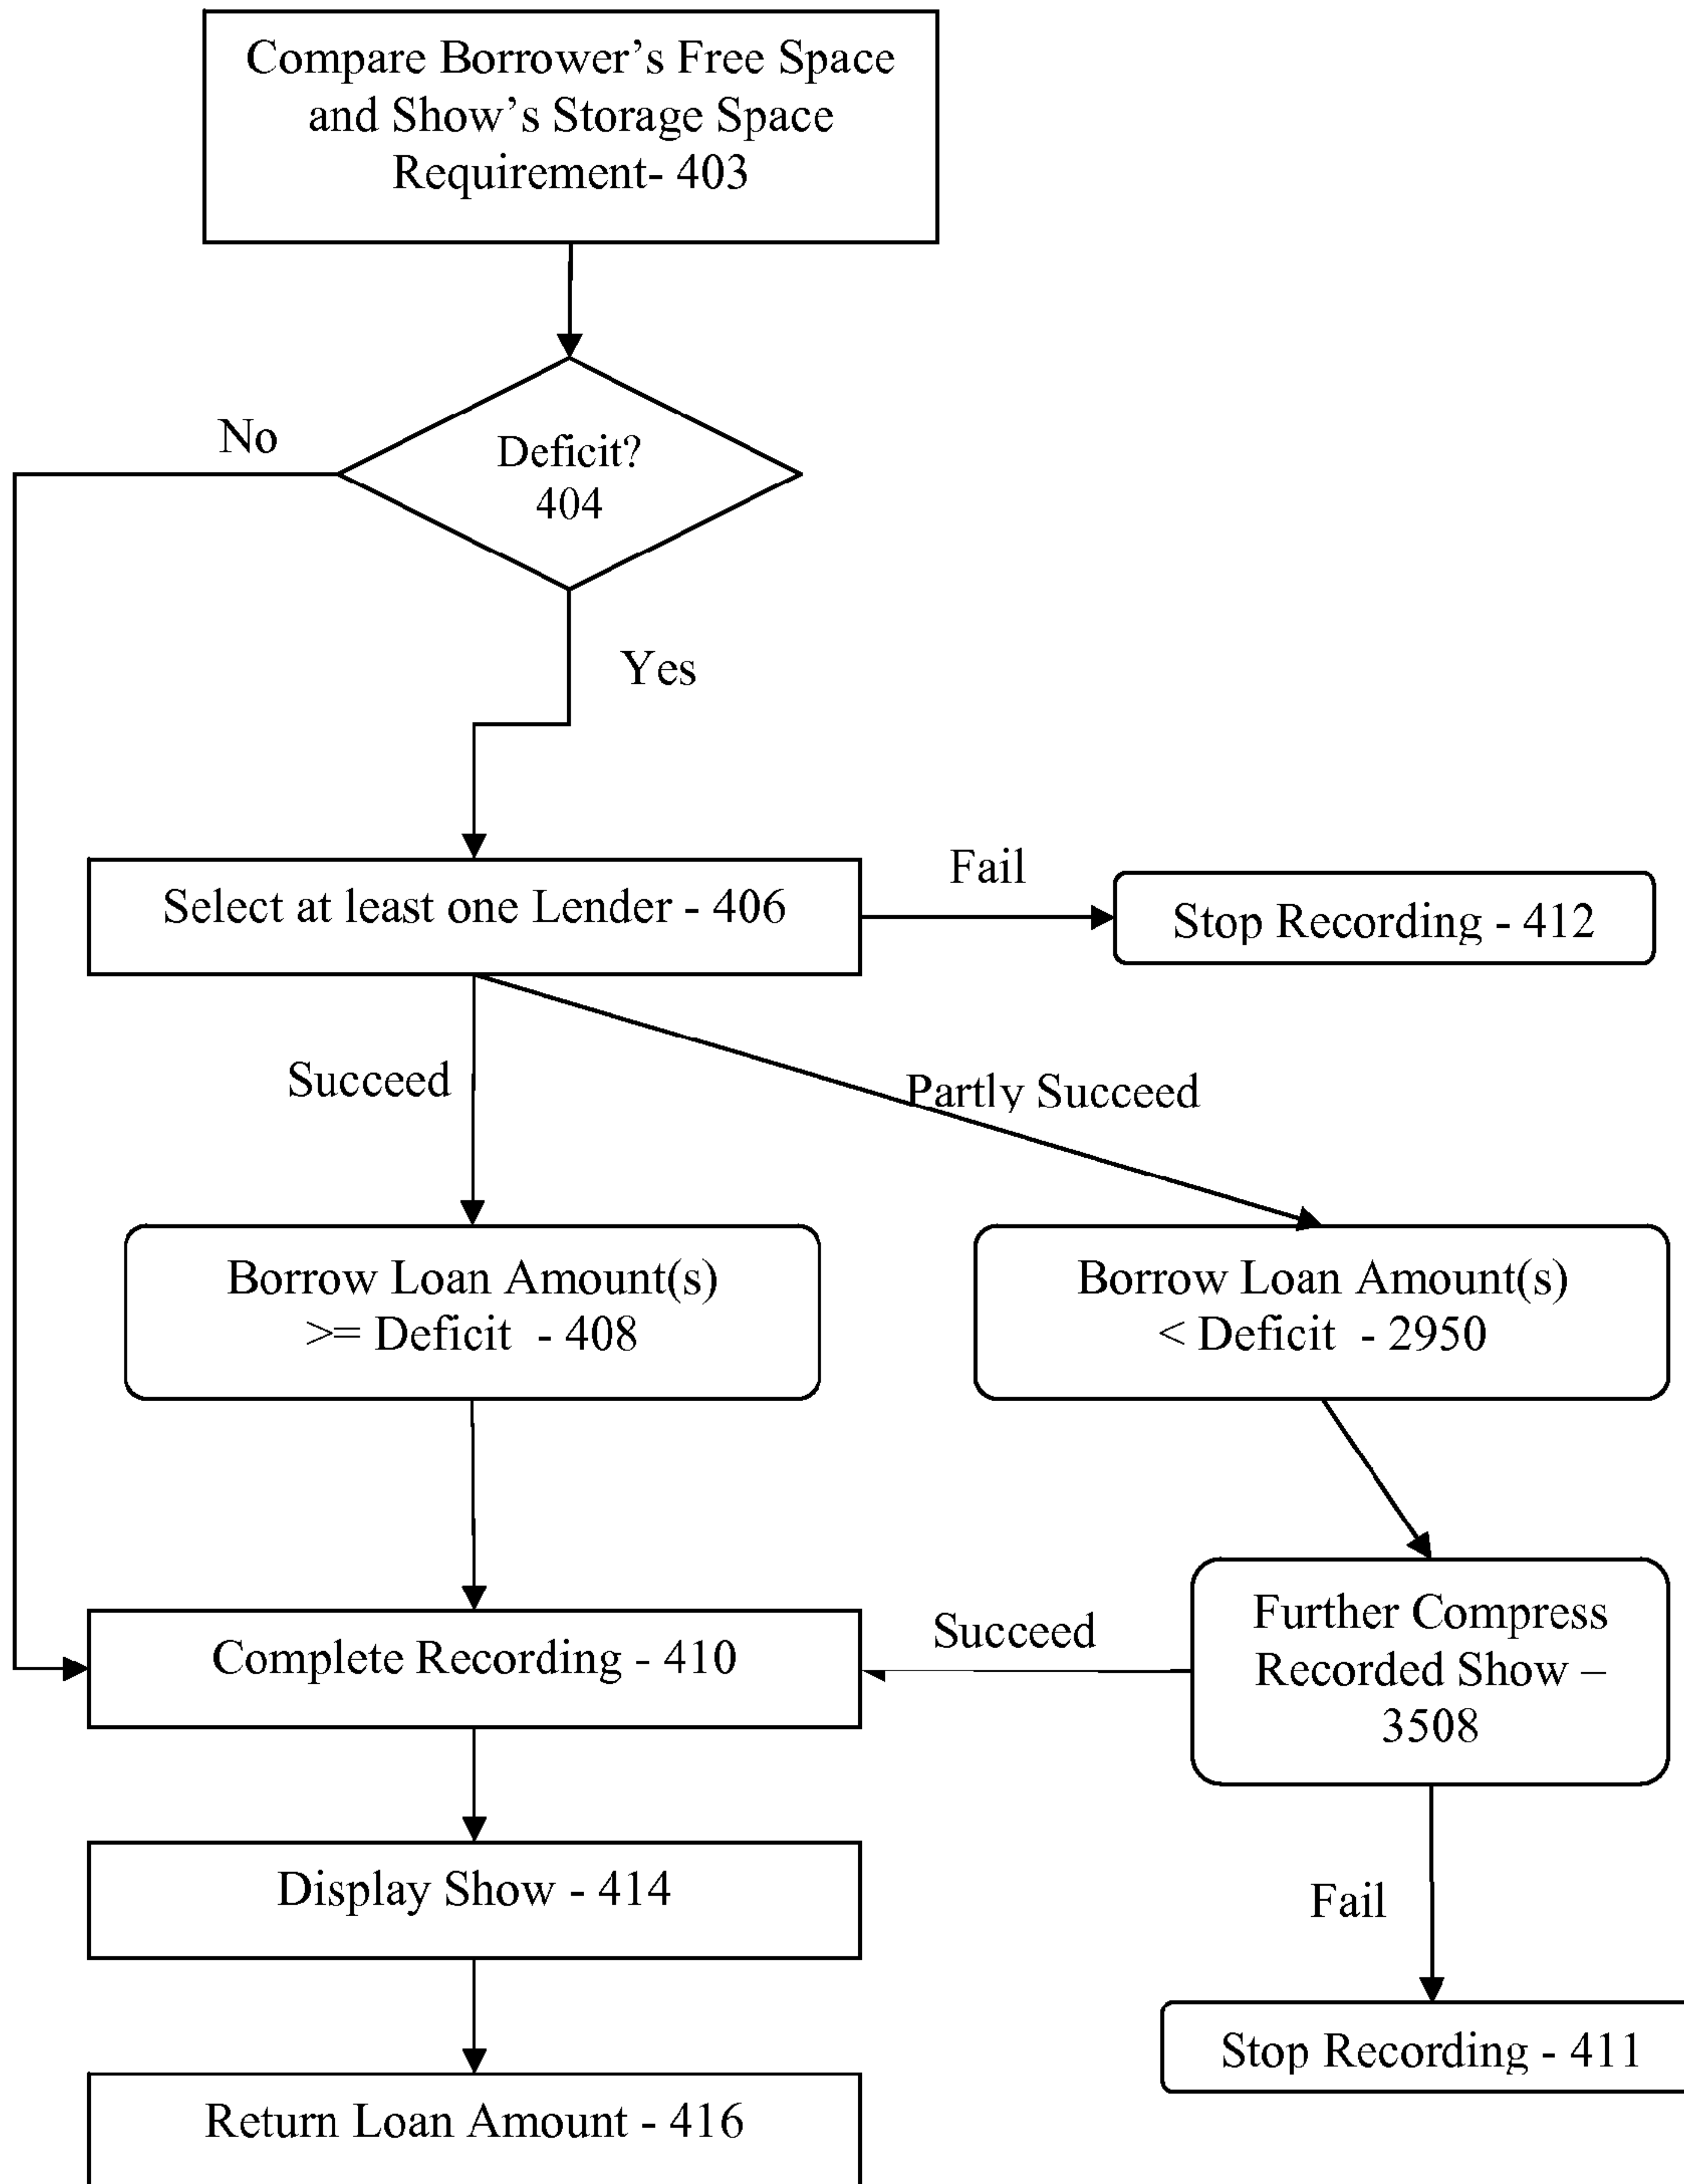 Compare Borrower’s Free Space
and Show’s Storage Space
Requirement- 403
No
Deficit?
404
Yes
Select at least one Lender - 406
Fail
Stop Recording - 412
Succeed
Partly Succeed
Borrow Loan Amount(s)
>= Deficit - 408
Borrow Loan Amount(s)
< Deficit - 2950
Complete Recording - 410
Succeed
Further Compress
Recorded Show –
3508
Display Show - 414
Fail
Stop Recording - 411
Return Loan Amount - 416